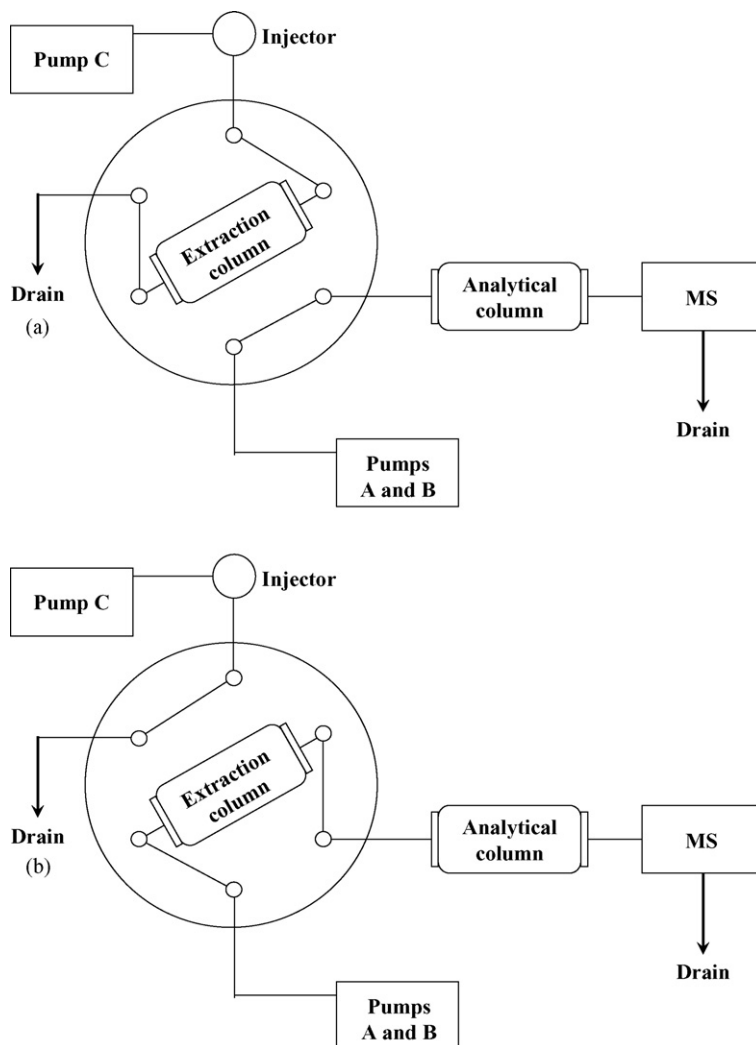 Pump C
Injector
Extraction
column
Drain
(a)
Analytical
column
MS
Drain
Pumps
A and B
Pump C
Injector
Extraction
column
Drain
(b)
Analytical
column
MS
Drain
Pumps
A and B